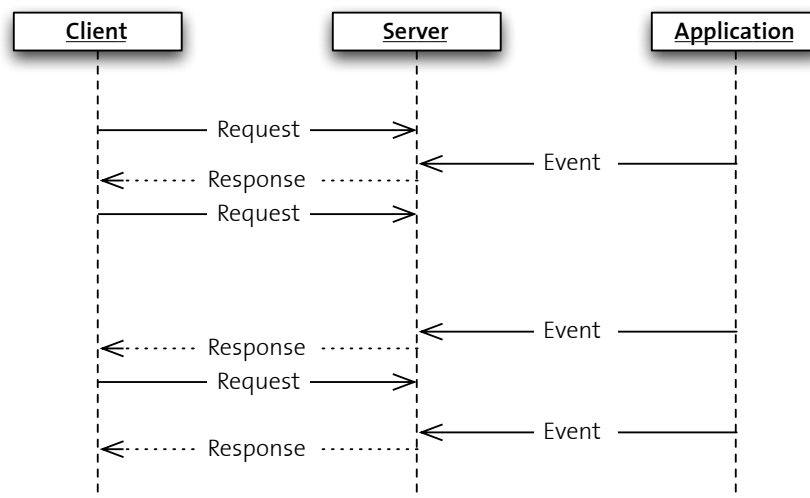 Client
Server
Application
Request
Event
Response
Request
Event
Response
Request
Event
Response